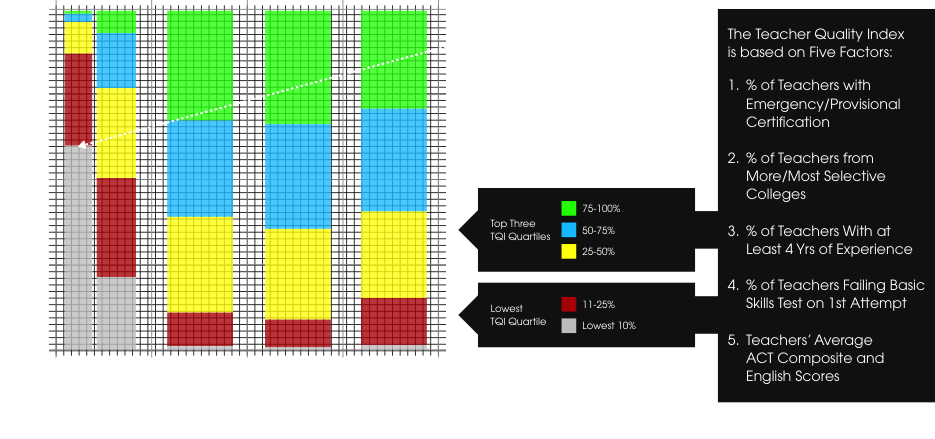 The Teacher Quality Index
is based on Five Factors:
1. % of Teachers with
Emergency/Provisional
Certification
2. % of Teachers from
More/Most Selective
Colleges
3. % of Teachers With at
Least 4 Yrs of Experience
4. % of Teachers Failing Basic
Skills Test on 1st Attempt
5. Teachers’ Average
ACT Composite and
English Scores
Top Three
TQI Quartiles
75-100%
50-75%
25-50%
Lowest
TQI Quartile
11-25%
Lowest 10%